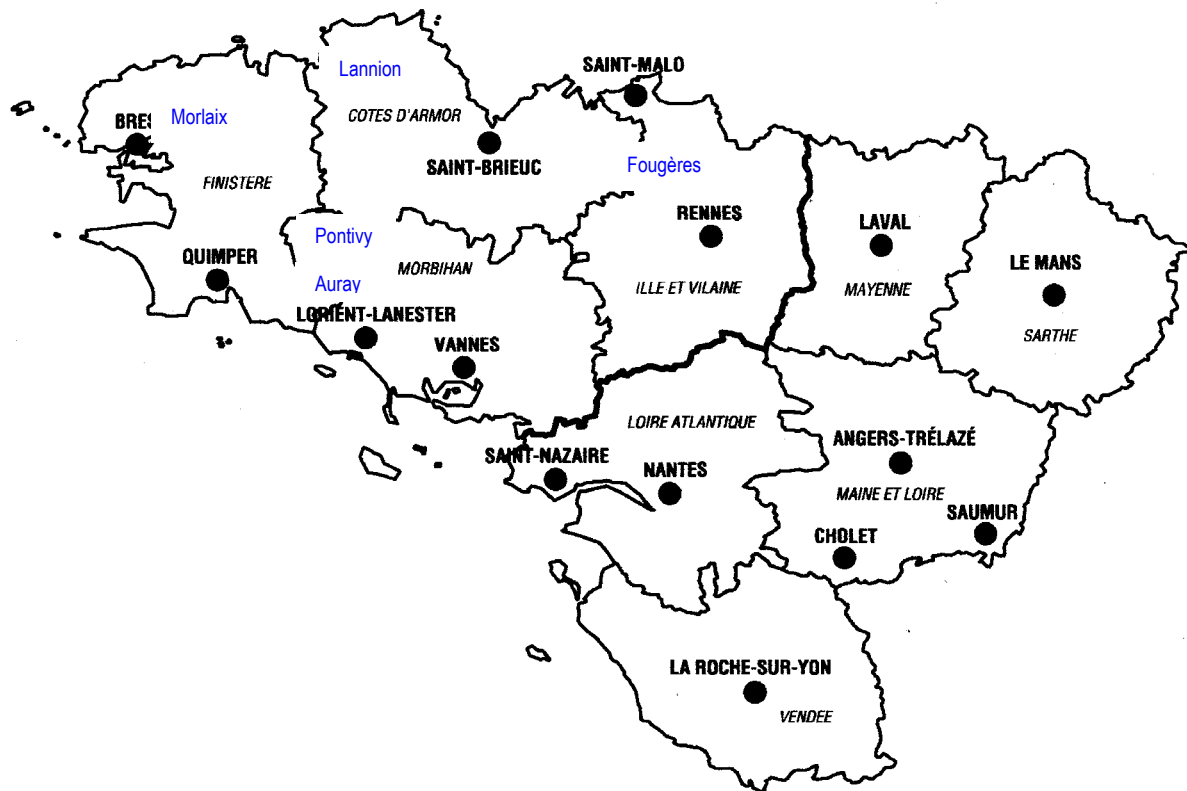 Lannion
SAINT-MALO
COTES D'ARMOR
Morlaix
SAINT-BRIEUC
Fougères
FINISTERE
RENNES
LAVAL
Pontivy
MORBIHAN
QUIMPER
LE MANS
Auray
ILLE ET VILAINE
MAYENNE
LORIENT-LANESTER
SARTHE
VANNES
LOIRE ATLANTIQUE
ANGERS-TRÉLAZÉ
SAINT-NAZAIRE
NANTES
MAINE ET LOIRE
SAUMUR
CHOLET
LA ROCHE-SUR-YON
VENDEE